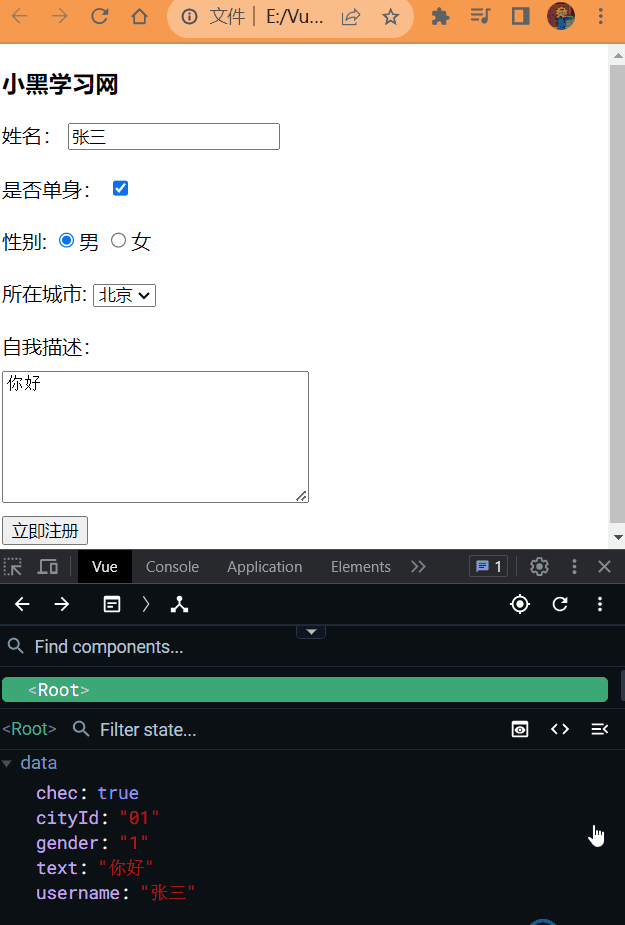 文件 E:/Vu...
小黑学习网
姓名： 张三
是否单身：
性别: 男 女
所在城市: 北京
自我描述：
你好
立即注册
Vue Console Application Elements 1
Find components...
<Root>
<Root> Filter state...
data
chec: true
cityId: "01"
gender: "1"
text: "你好"
username: "张三"